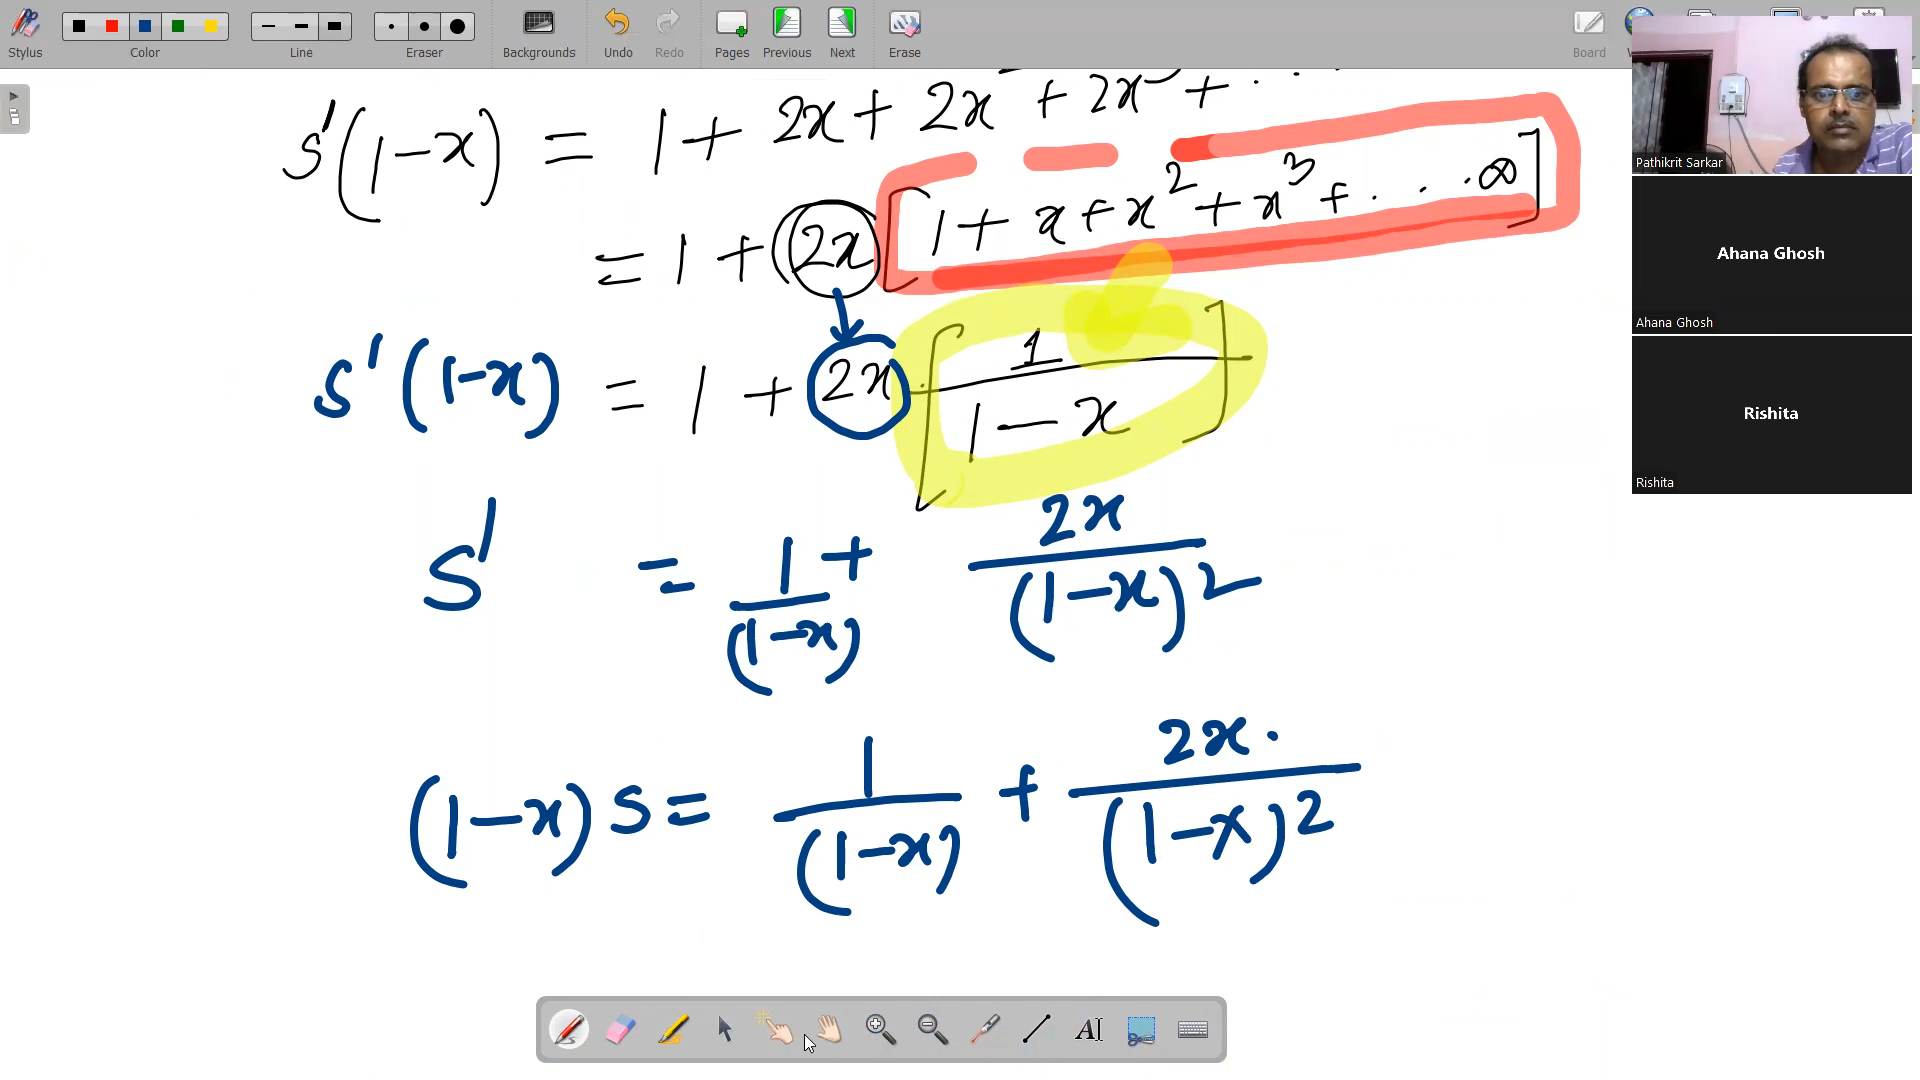 Stylus Color Line Eraser Backgrounds Undo Redo Pages Previous Next Erase Board
S'(1-x) = 1 + 2x + 2x² + 2x³ + ...
= 1 + 2x [1 + x + x² + x³ + .... ∞]
S'(1-x) = 1 + 2x · [1/(1-x)]
S' = 1/(1-x) + 2x/(1-x)²
(1-x) S = 1/(1-x) + 2x·/(1-x)²
AI
Pathikrit Sarkar
Ahana Ghosh
Ahana Ghosh
Rishita
Rishita